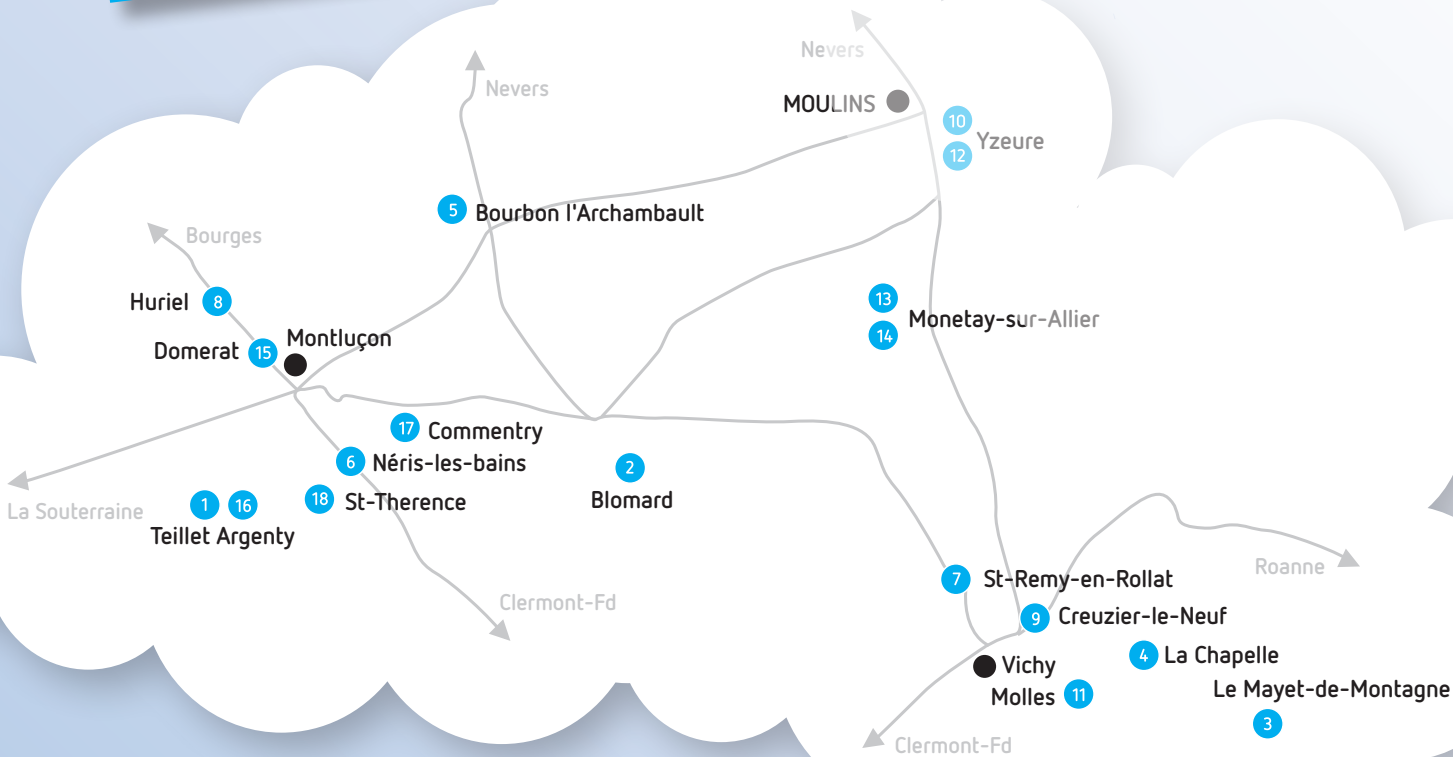 Nevers
Nevers
MOULINS
10
12
Yzeure
5
Bourbon l'Archambault
Bourges
Huriel
8
13
14
Monetay-sur-Allier
Montluçon
Domerat
15
17
Commentry
6
Néris-les-bains
2
Blomard
18
St-Therence
1
16
Teillet Argenty
La Souterraine
Clermont-Fd
7
St-Remy-en-Rollat
Roanne
9
Creuzier-le-Neuf
4
La Chapelle
Vichy
Molles
11
Le Mayet-de-Montagne
3
Clermont-Fd